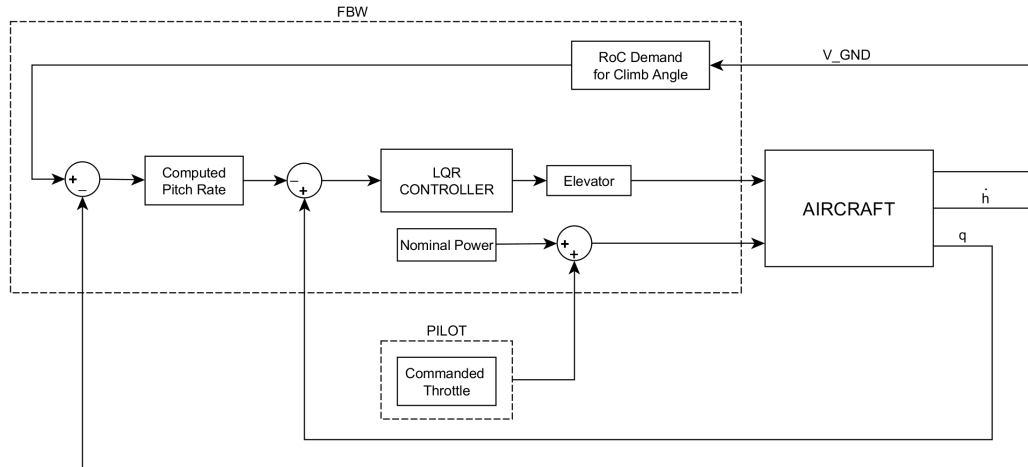 FBW
RoC Demand
for Climb Angle
V_GND
+
−
Computed
Pitch Rate
−
+
LQR
CONTROLLER
Elevator
AIRCRAFT
ḣ
q
Nominal Power
+
+
PILOT
Commanded
Throttle